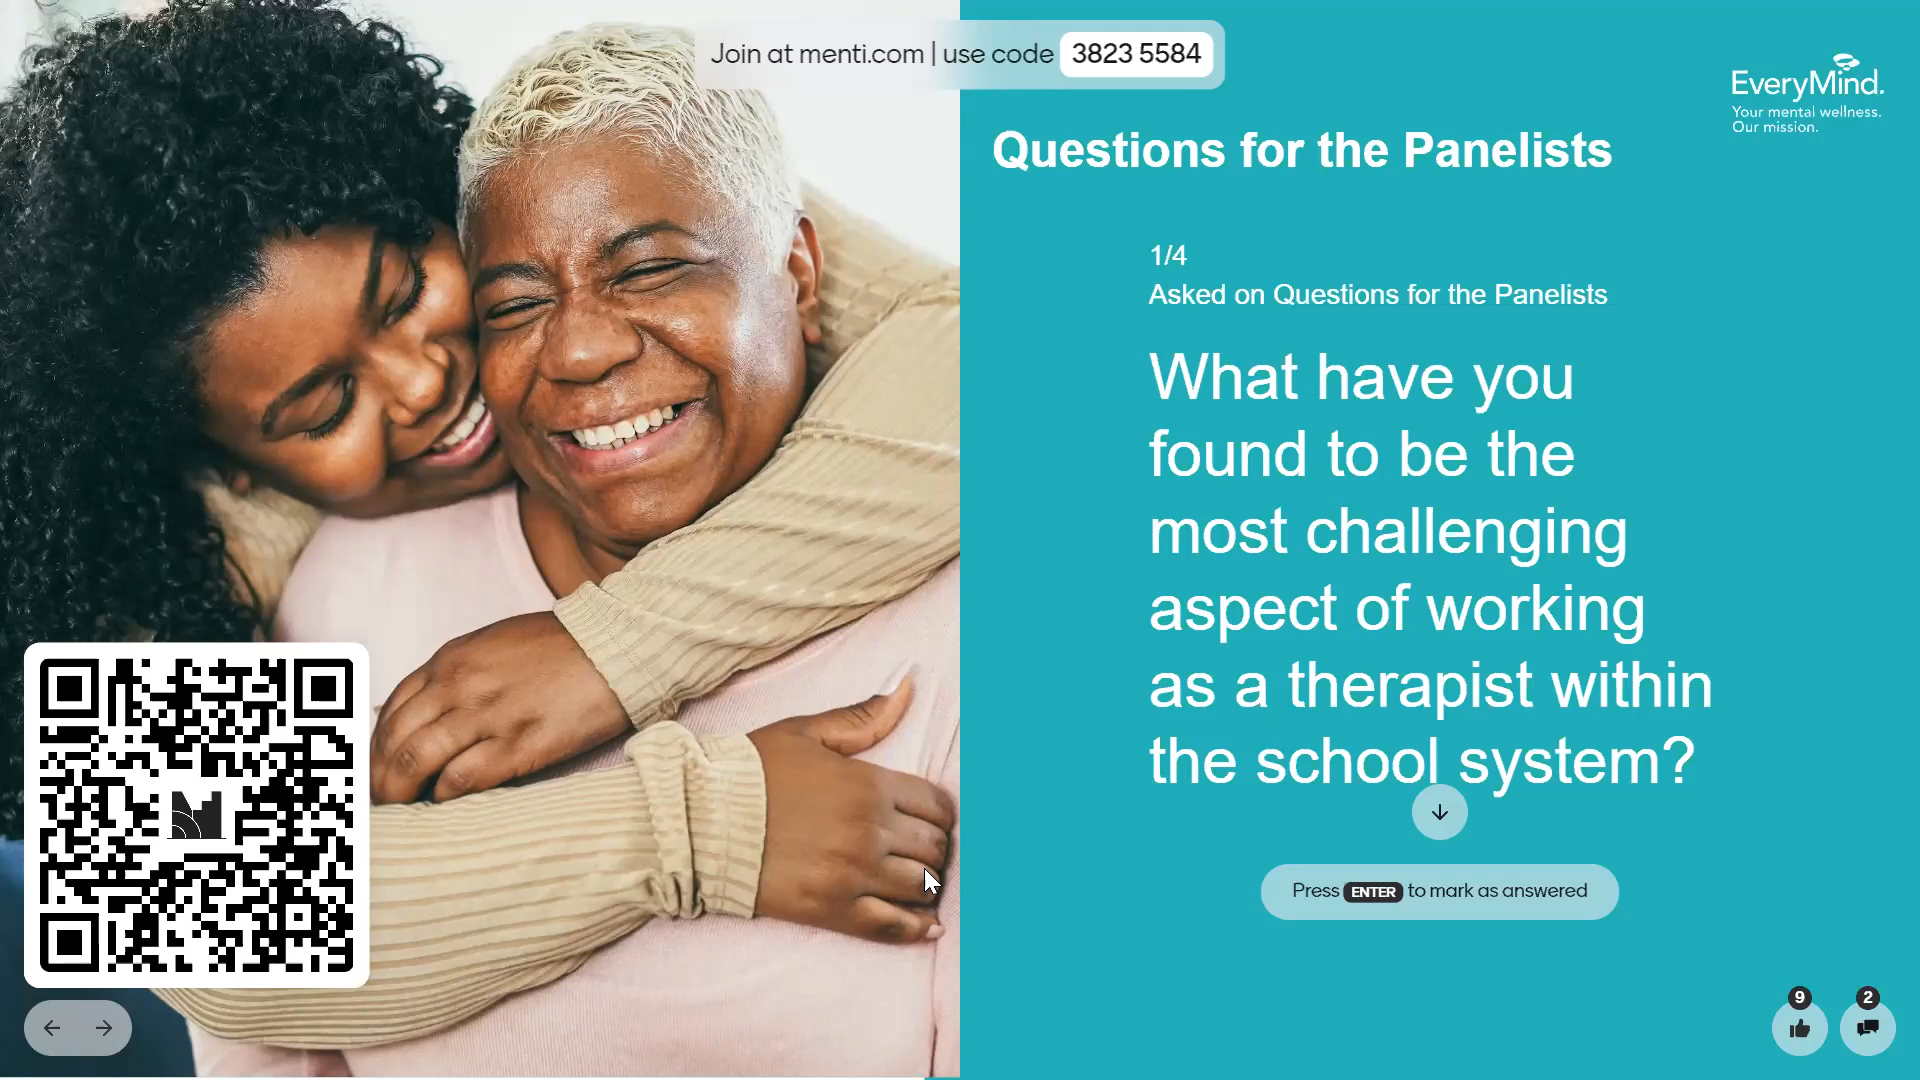 Join at menti.com | use code 3823 5584
EveryMind.
Your mental wellness.
Our mission.
Questions for the Panelists
1/4
Asked on Questions for the Panelists
What have you
found to be the
most challenging
aspect of working
as a therapist within
the school system?
Press ENTER to mark as answered
9
2